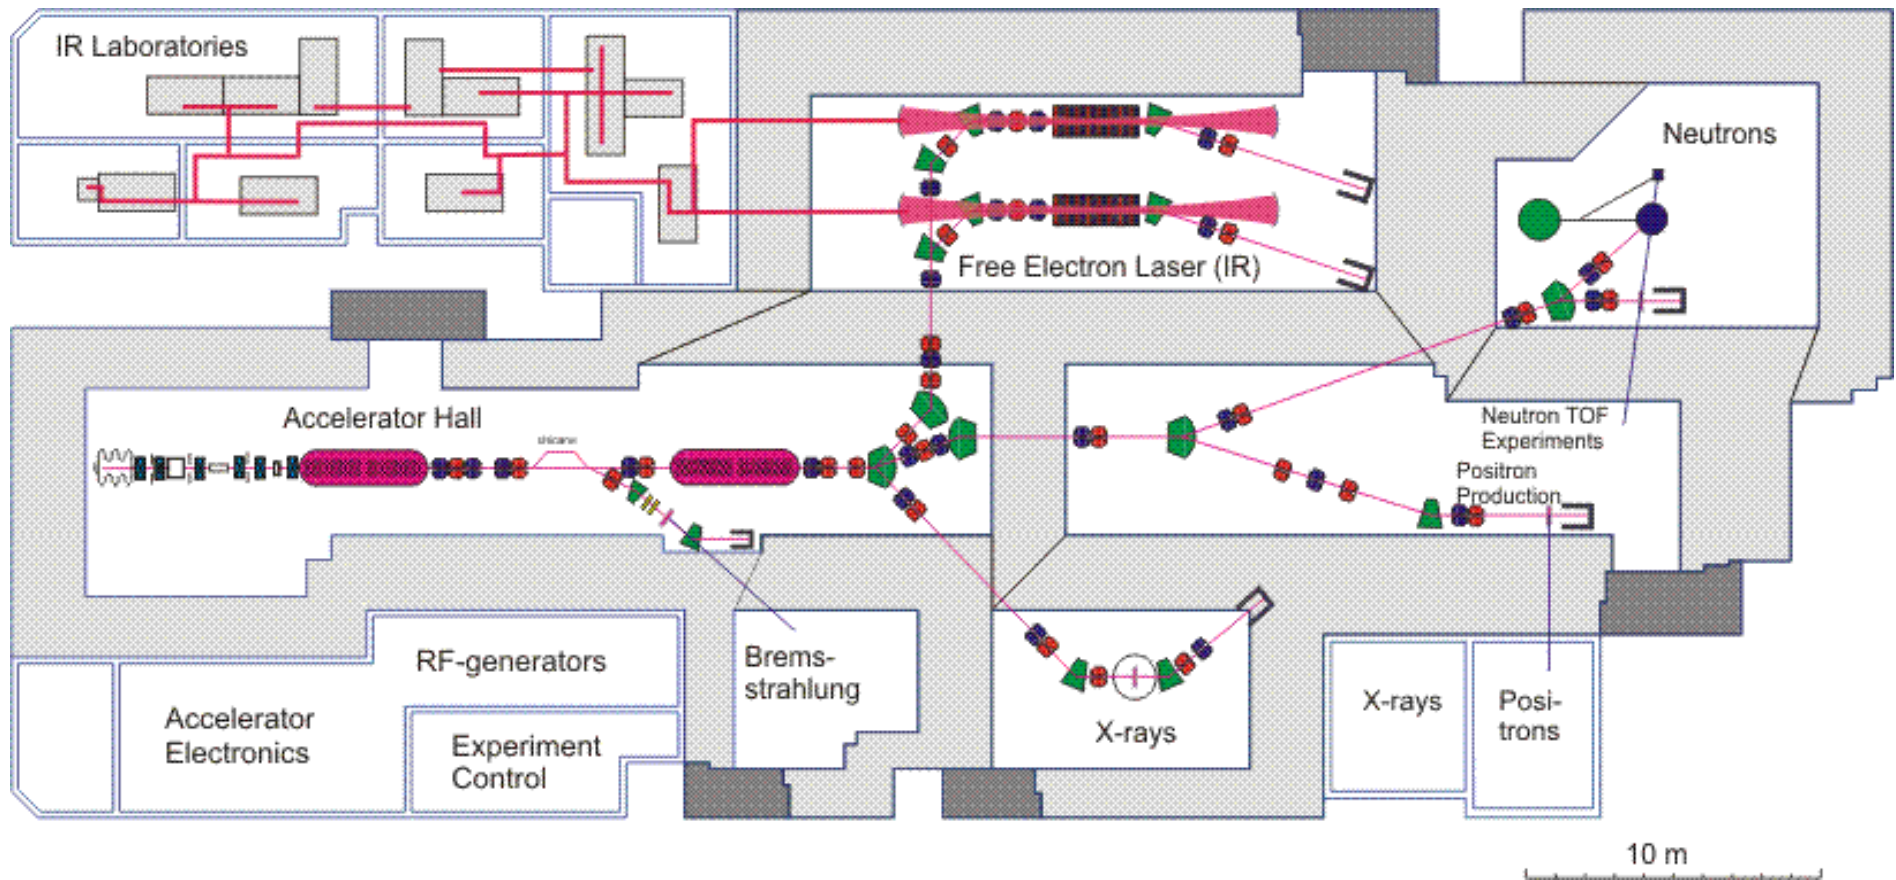 IR Laboratories
Neutrons
Free Electron Laser (IR)
Accelerator Hall
chicane
Neutron TOF
Experiments
Positron
Production
RF-generators
Brems-
strahlung
Accelerator
Electronics
Experiment
Control
X-rays
X-rays
Posi-
trons
10 m